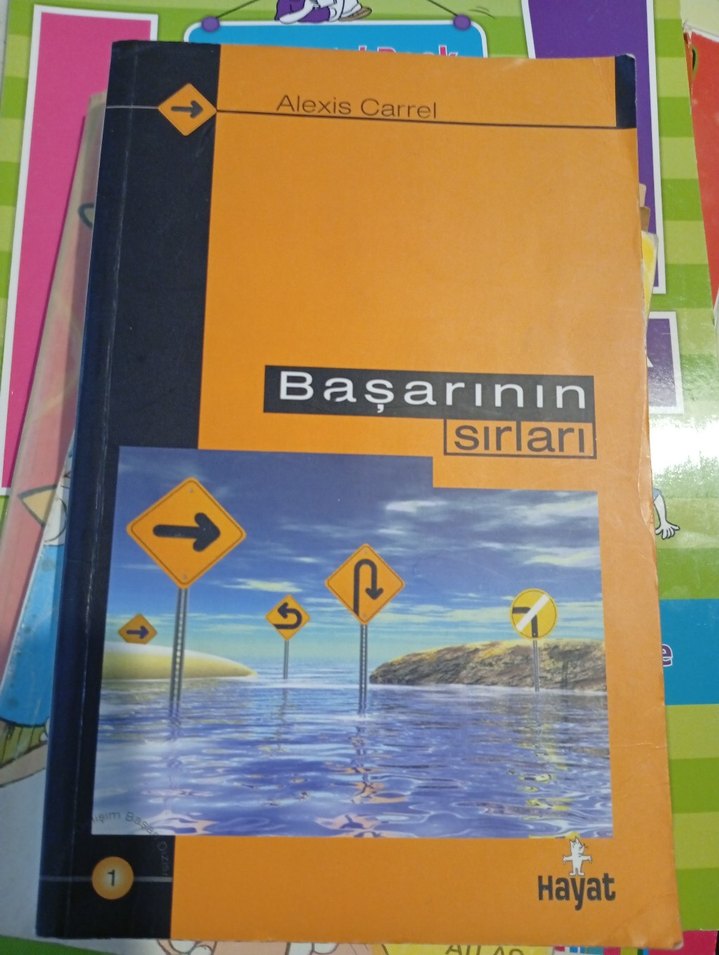 Alexis Carrel
Başarının
sırları
1
Hayat